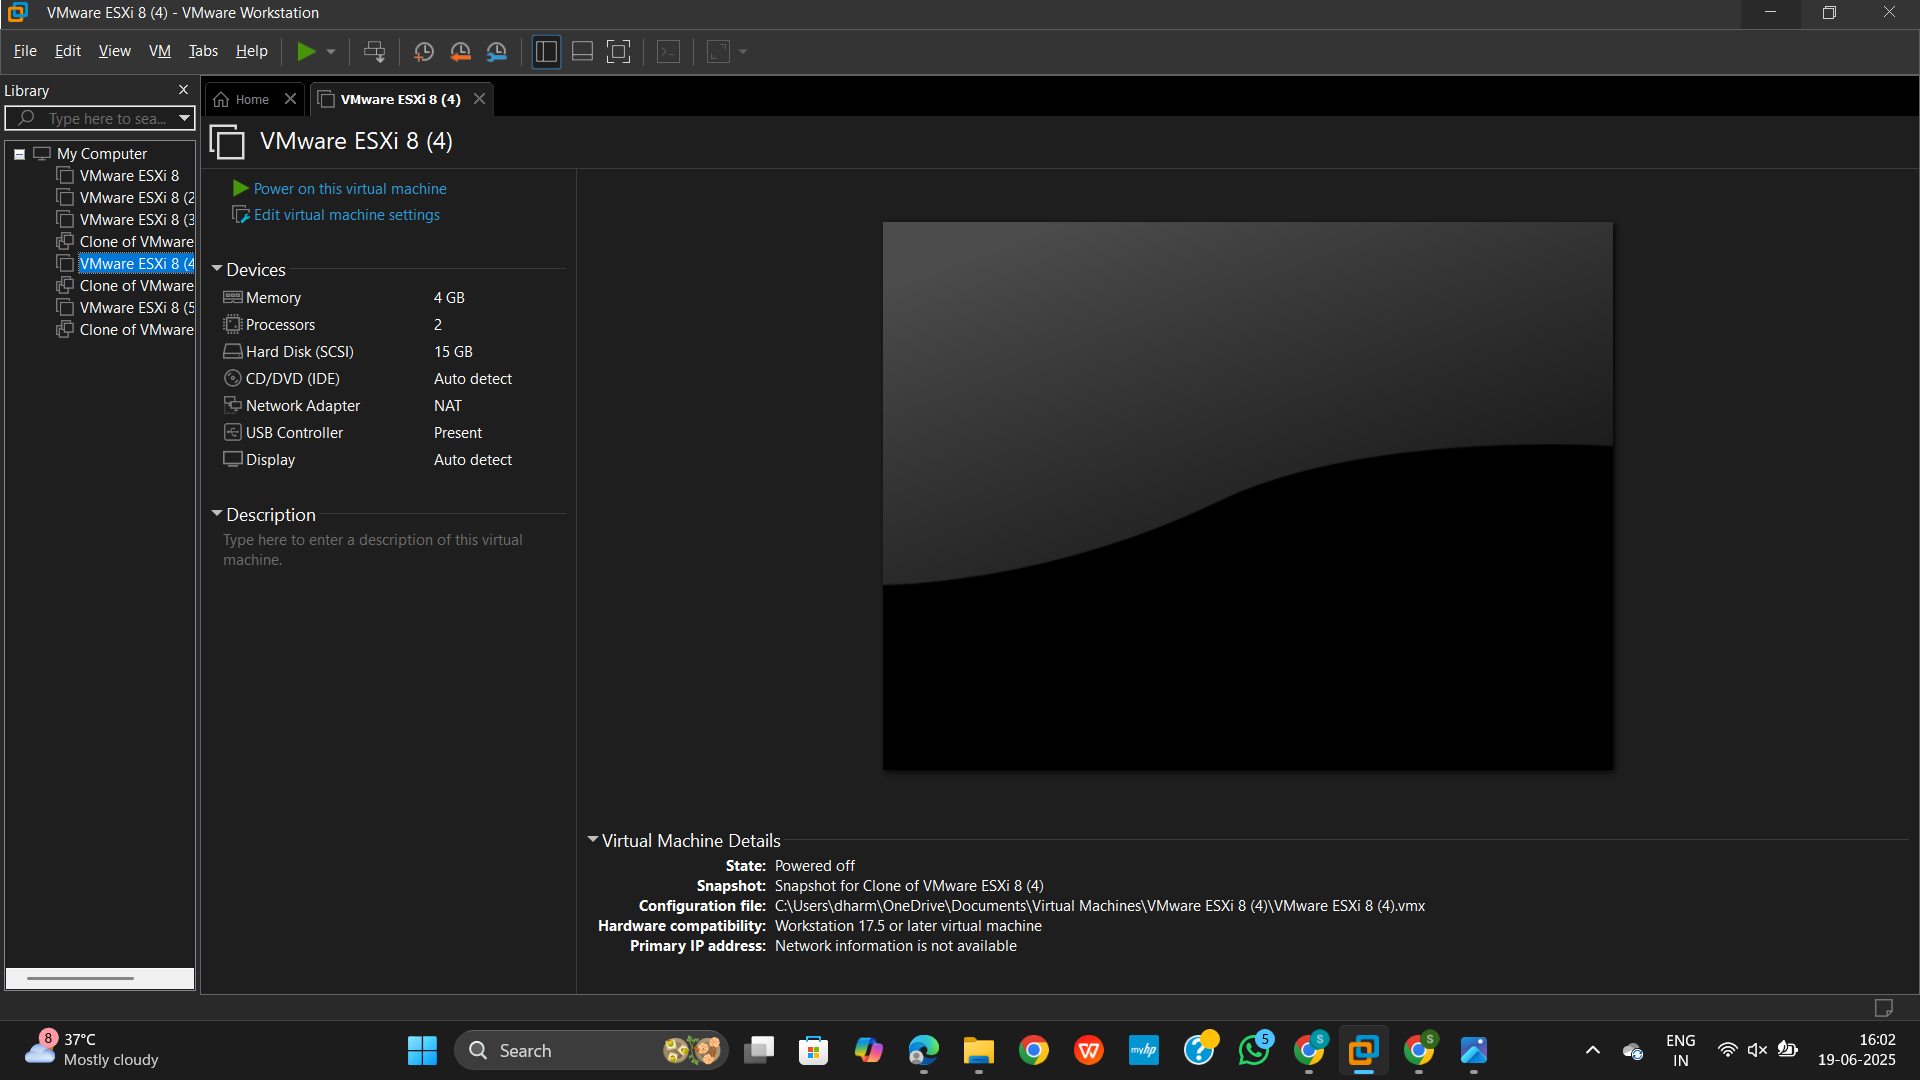 VMware ESXi 8 (4) - VMware Workstation
File Edit View VM Tabs Help
Library
Type here to sea...
My Computer
VMware ESXi 8
VMware ESXi 8 (2
VMware ESXi 8 (3
Clone of VMware
VMware ESXi 8 (4
Clone of VMware
VMware ESXi 8 (5
Clone of VMware
Home
VMware ESXi 8 (4)
VMware ESXi 8 (4)
Power on this virtual machine
Edit virtual machine settings
Devices
Memory 4 GB
Processors 2
Hard Disk (SCSI) 15 GB
CD/DVD (IDE) Auto detect
Network Adapter NAT
USB Controller Present
Display Auto detect
Description
Type here to enter a description of this virtual
machine.
Virtual Machine Details
State: Powered off
Snapshot: Snapshot for Clone of VMware ESXi 8 (4)
Configuration file: C:\Users\dharm\OneDrive\Documents\Virtual Machines\VMware ESXi 8 (4)\VMware ESXi 8 (4).vmx
Hardware compatibility: Workstation 17.5 or later virtual machine
Primary IP address: Network information is not available
8
37°C
Mostly cloudy
Search
myhp
5
S
S
ENG
IN
16:02
19-06-2025